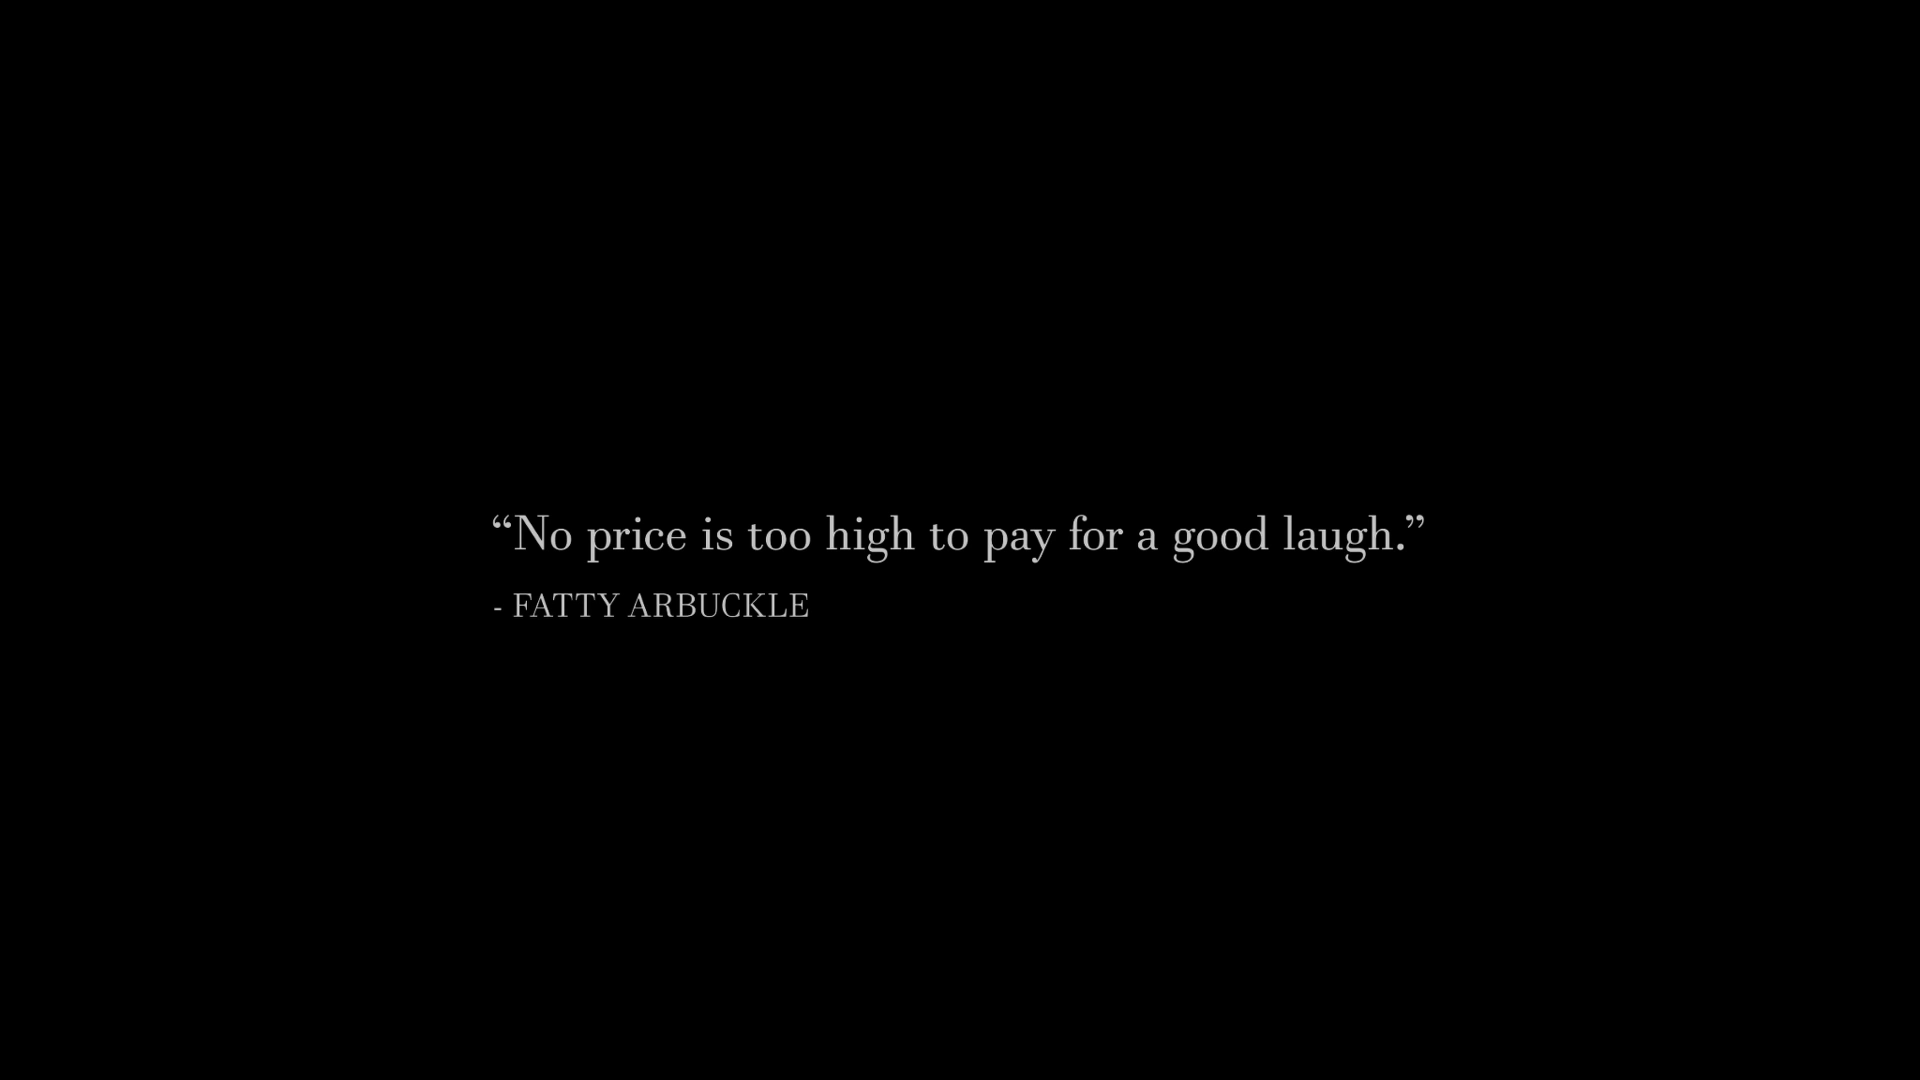 “No price is too high to pay for a good laugh.”
- FATTY ARBUCKLE